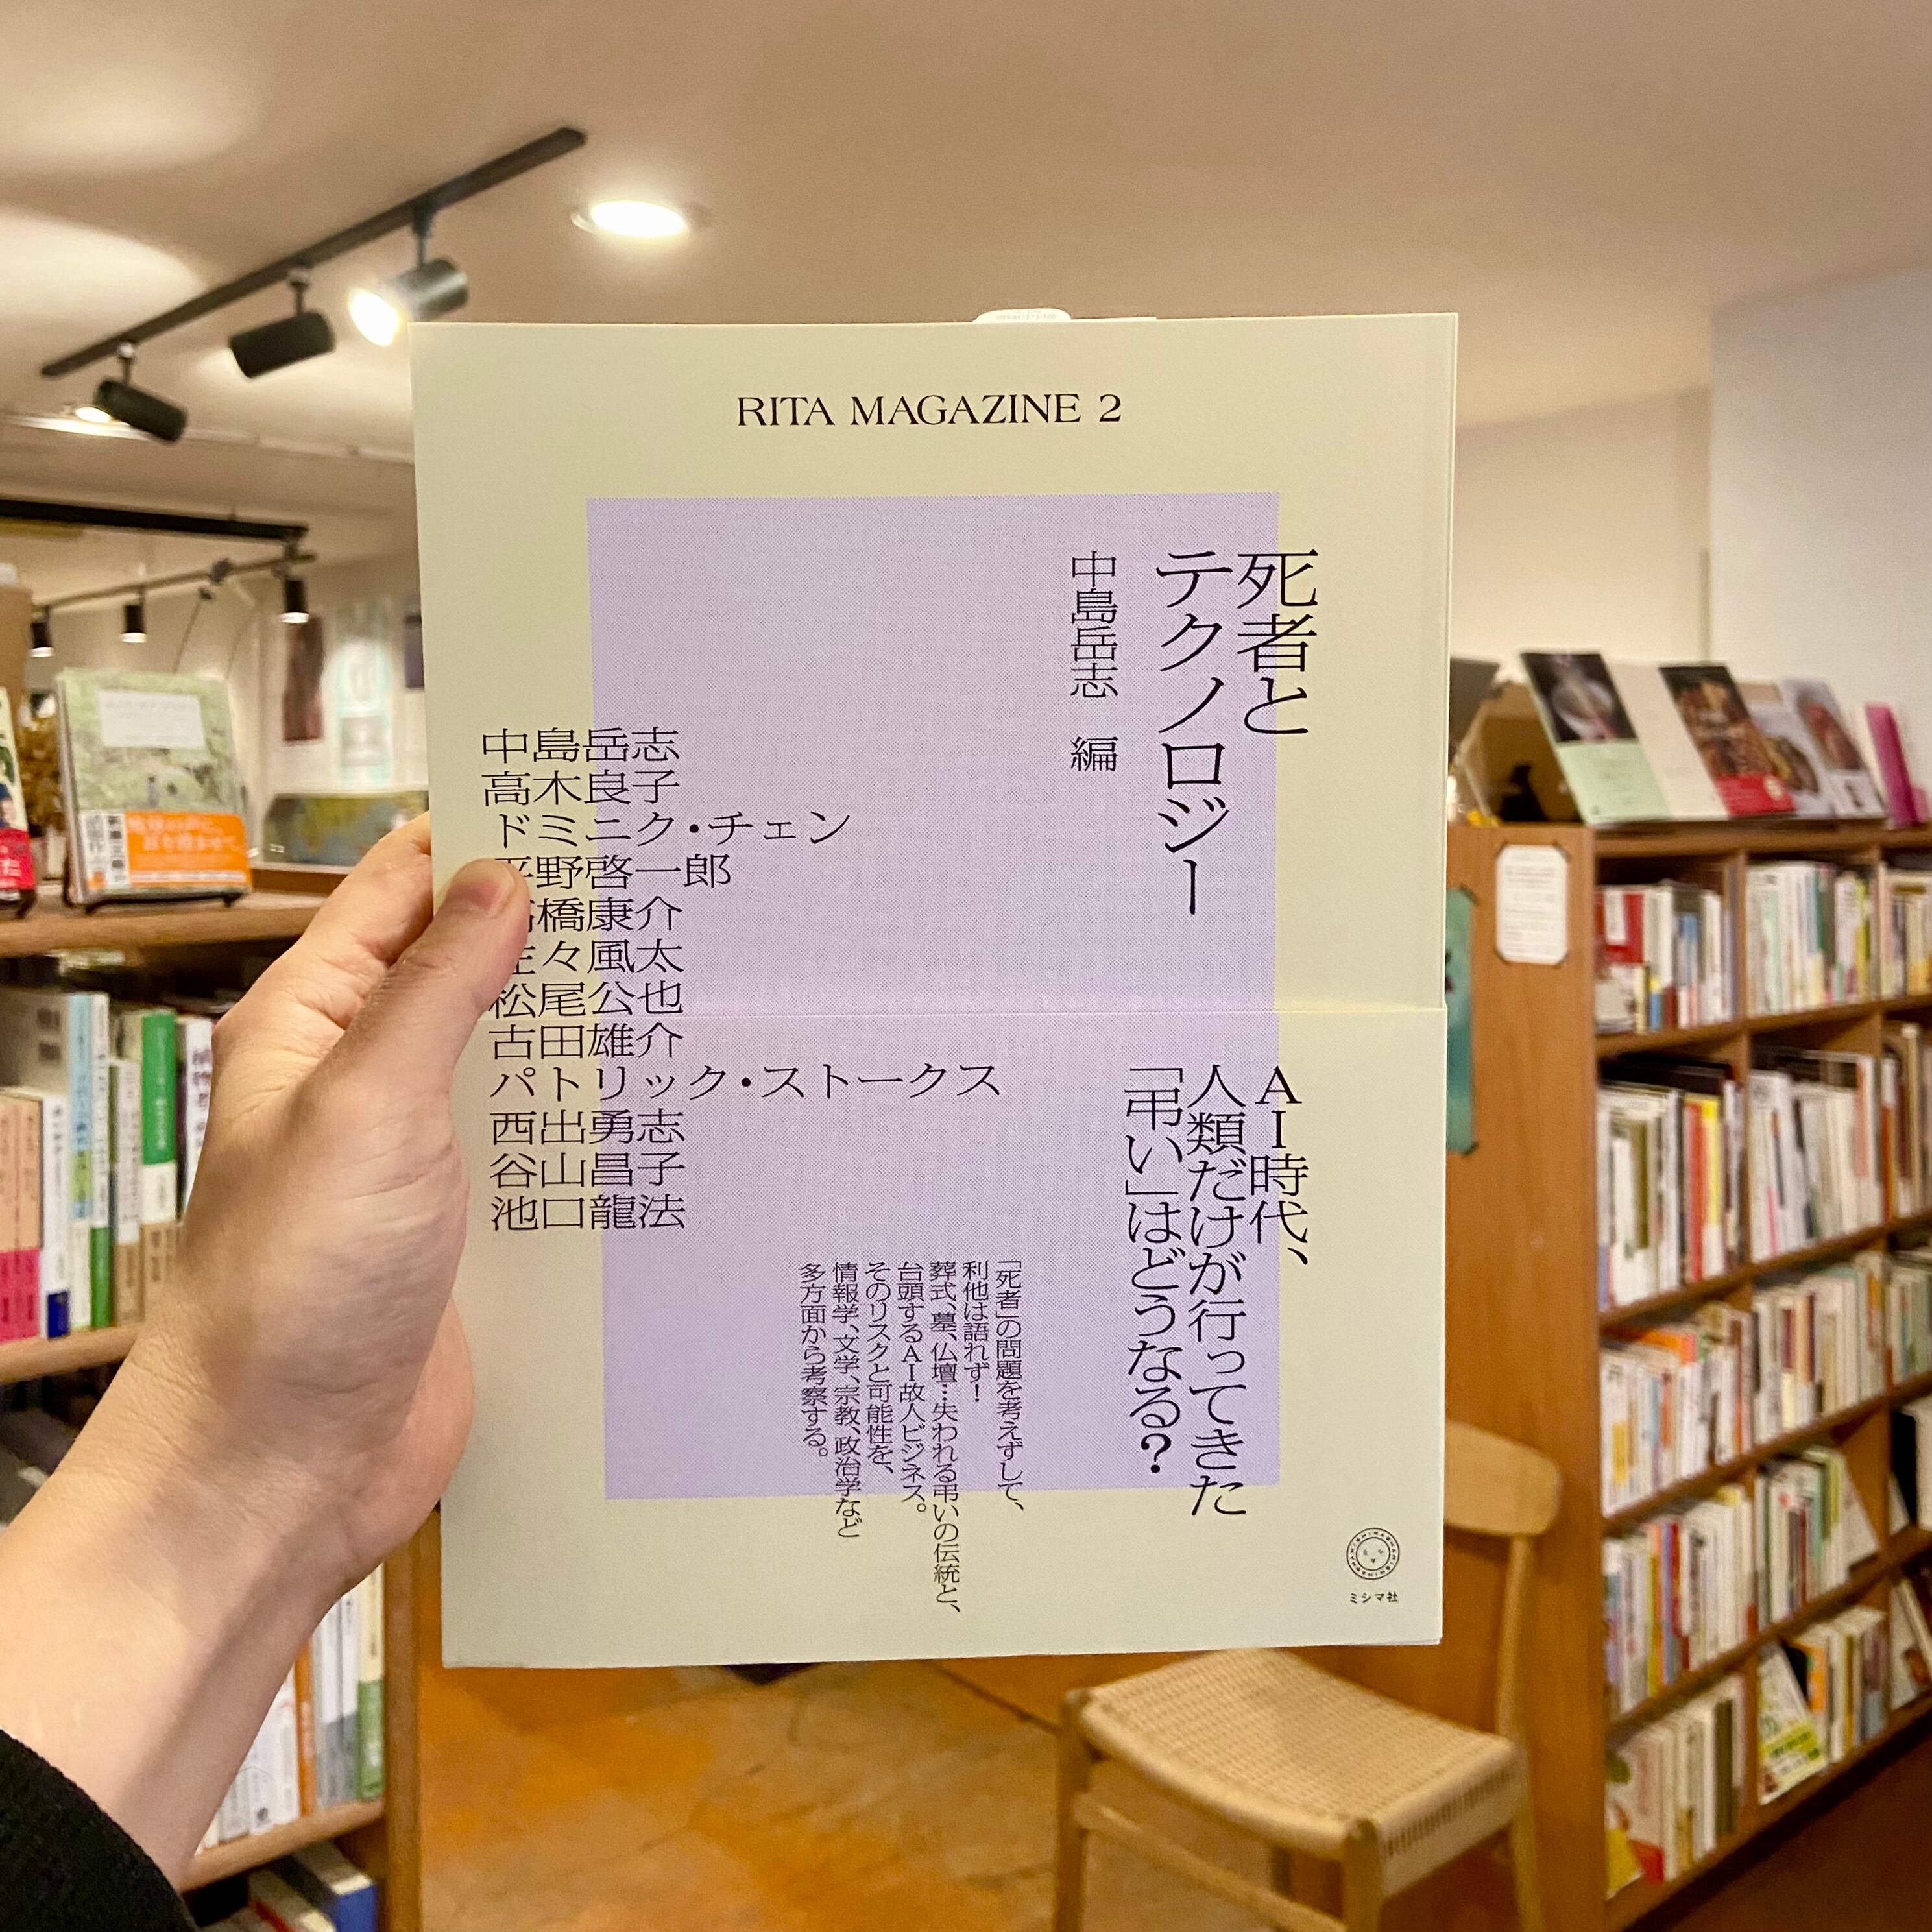 RITA MAGAZINE 2
死者と
テクノロジー
中島岳志 編
中島岳志
高木良子
ドミニク・チェン
平野啓一郎
橋康介
佐々風太
松尾公也
古田雄介
パトリック・ストークス
西出勇志
谷山昌子
池口龍法
AI時代、
人類だけが行ってきた
「弔い」はどうなる?
「死者」の問題を考えずして、
利他は語れず!
葬式、墓、仏壇…失われる弔いの伝統と、
台頭するAI故人ビジネス。
そのリスクと可能性を、
情報学、文学、宗教、政治学など
多方面から考察する。
ミシマ社